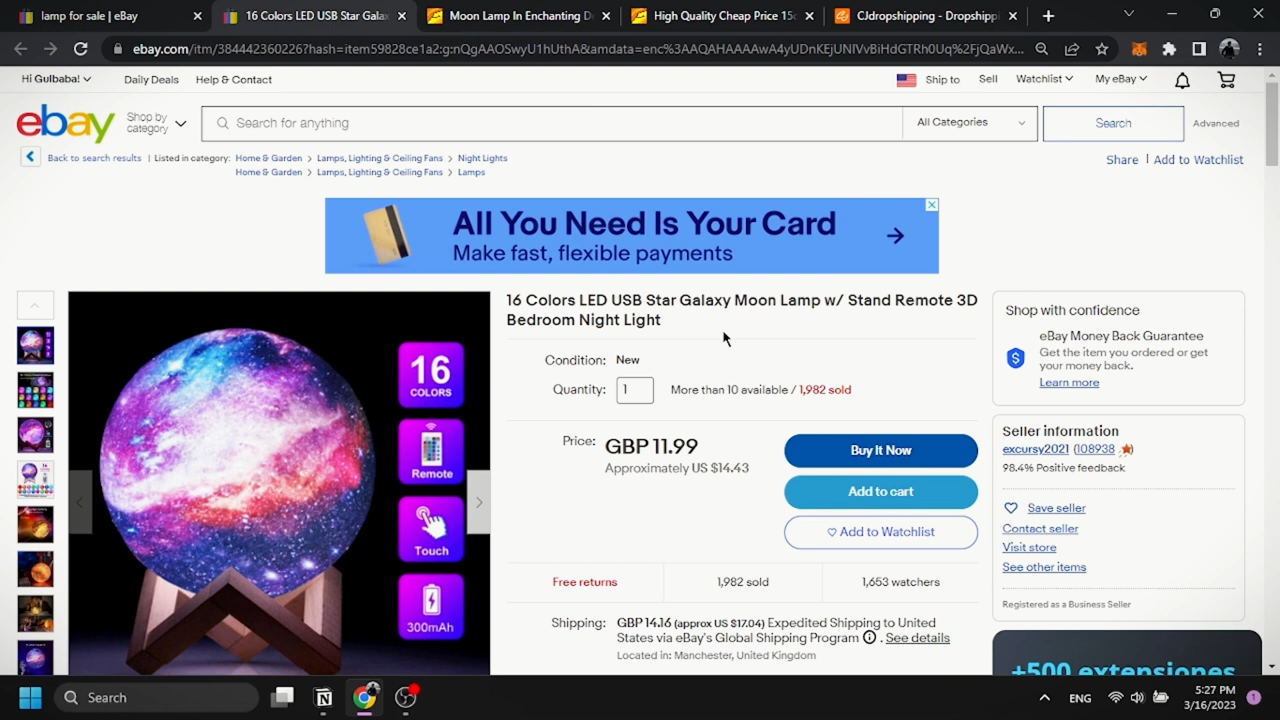 lamp for sale | eBay
16 Colors LED USB Star Galax
Moon Lamp in Enchanting De
High Quality Cheap Price 15c
CJdropshipping - Dropshippi
ebay.com/itm/384442360226?hash=item59828ce1a2:g:nQgAAOSwyU1hUthA&amdata=enc%3AAQAHAAAAwA4yUDnKEjUNIVvBiHdGTRh0Uq%2FjQaWx...
Hi Gulbaba!
Daily Deals
Help & Contact
Ship to
Sell
Watchlist
My eBay
ebay
Shop by
category
Search for anything
All Categories
Search
Advanced
Back to search results | Listed in category: Home & Garden > Lamps, Lighting & Ceiling Fans > Night Lights
Home & Garden > Lamps, Lighting & Ceiling Fans > Lamps
Share | Add to Watchlist
All You Need Is Your Card
Make fast, flexible payments
16 Colors LED USB Star Galaxy Moon Lamp w/ Stand Remote 3D
Bedroom Night Light
Condition: New
Quantity: 1 More than 10 available / 1,982 sold
Price: GBP 11.99
Approximately US $14.43
Buy It Now
Add to cart
Add to Watchlist
Free returns
1,982 sold
1,653 watchers
Shipping: GBP 14.16 (approx US $17.04) Expedited Shipping to United
States via eBay's Global Shipping Program . See details
Located in: Manchester, United Kingdom
16
COLORS
Remote
Touch
300mAh
Shop with confidence
eBay Money Back Guarantee
Get the item you ordered or get
your money back.
Learn more
Seller information
excursy2021 (108938 )
98.4% Positive feedback
Save seller
Contact seller
Visit store
See other items
Registered as a Business Seller
+500 extensiones
Search
ENG
5:27 PM
3/16/2023
1